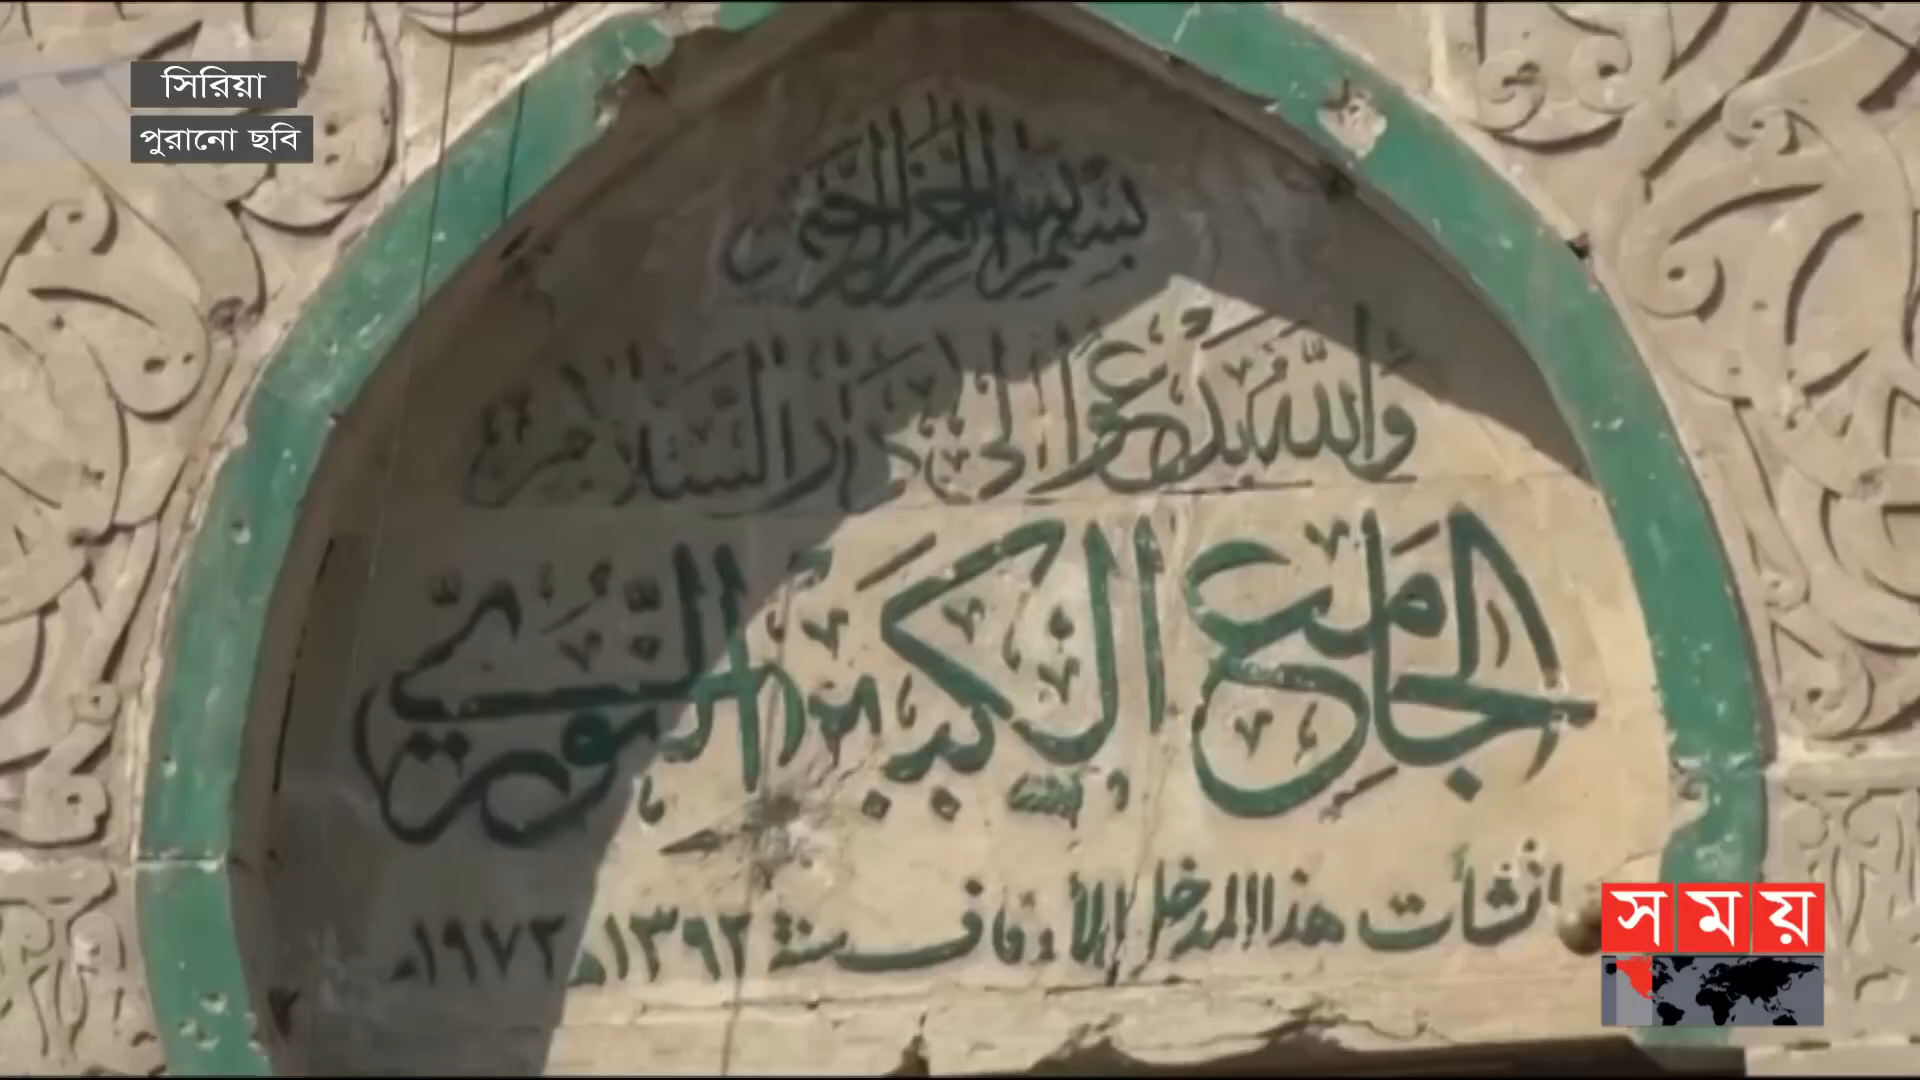 সিরিয়া
পুরানো ছবি
بسم الله الرحمن الرحيم
والله يدعوا الى دار السلام
الجامع الكبير النوري
انشأت هذا المدخل الأوقاف سنة ١٣٩٢هـ ١٩٧٢م
সময়